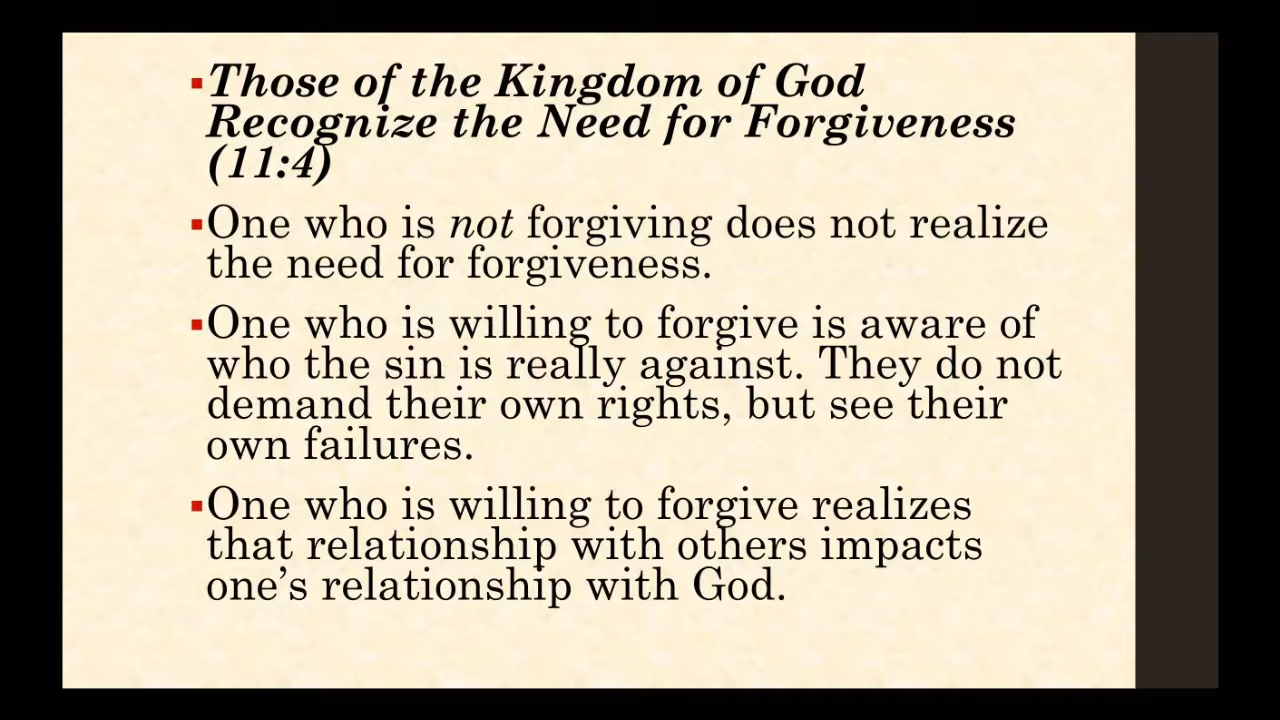 ▪Those of the Kingdom of God
Recognize the Need for Forgiveness
(11:4)
▪One who is not forgiving does not realize
the need for forgiveness.
▪One who is willing to forgive is aware of
who the sin is really against. They do not
demand their own rights, but see their
own failures.
▪One who is willing to forgive realizes
that relationship with others impacts
one’s relationship with God.